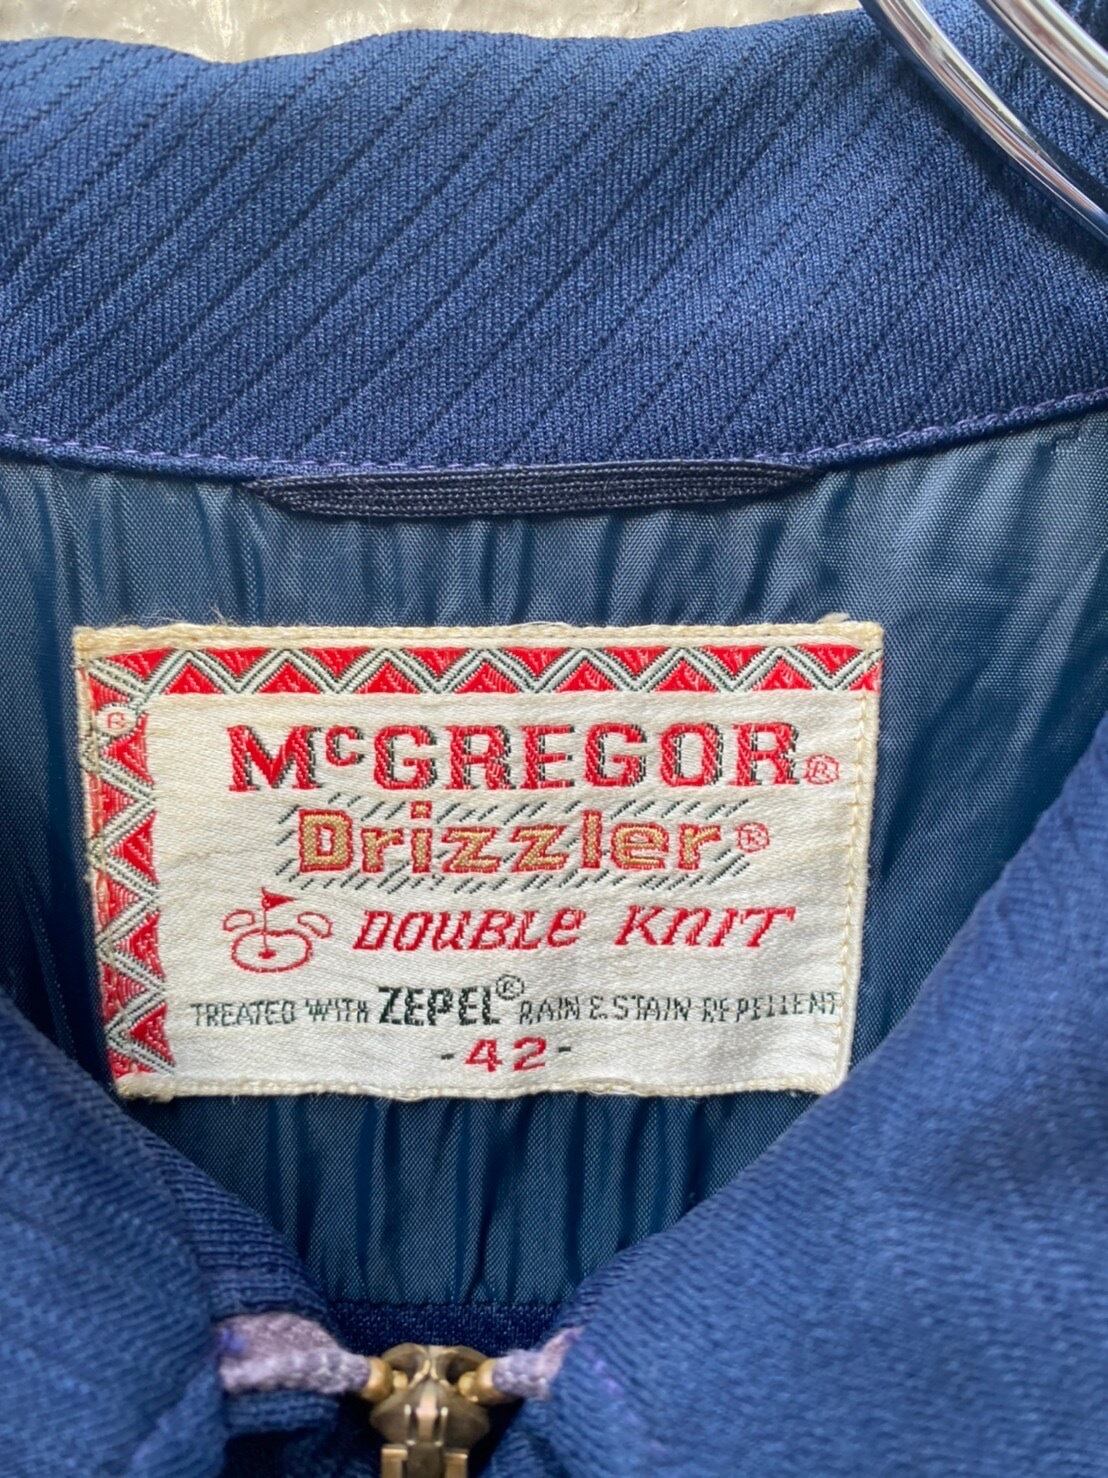 McGREGOR®
Drizzler®
DOUBLE KNIT
TREATED WITH ZEPEL® RAIN & STAIN REPELLENT
-42-
®